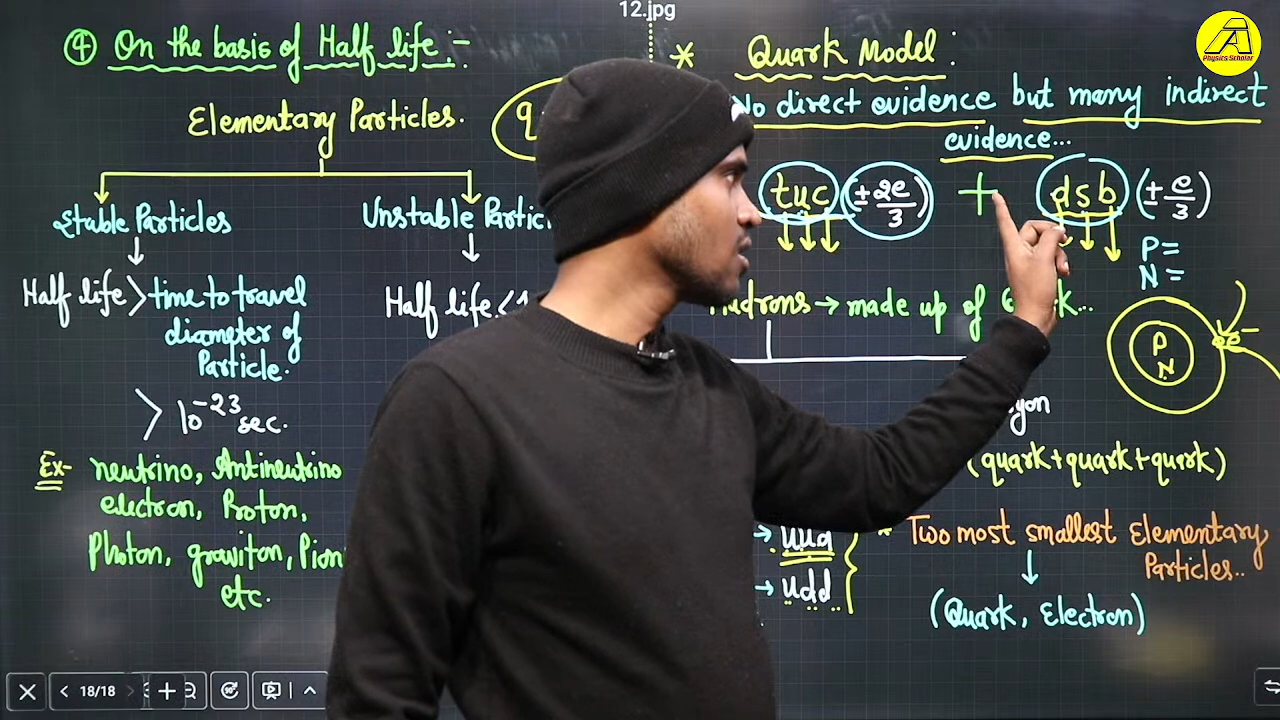 12.jpg
Physics Scholar
④ On the basis of Half life :-
Elementary Particles.
Stable Particles
Half life > time to travel
diameter of
Particle.
> 10⁻²³ sec.
Ex- neutrino, Antineutrino
electron, Proton,
Photon, graviton, Pion
etc.
Half life <
* Quark Model :
No direct evidence but many indirect
evidence...
tuc (± 2e/3) + dsb (± e/3)
P =
N =
→ made up of
P
N
e⁻
(quark + quark + quark)
→ uud
→ udd
* Two most smallest Elementary
Particles..
(Quark, Electron)
18/18